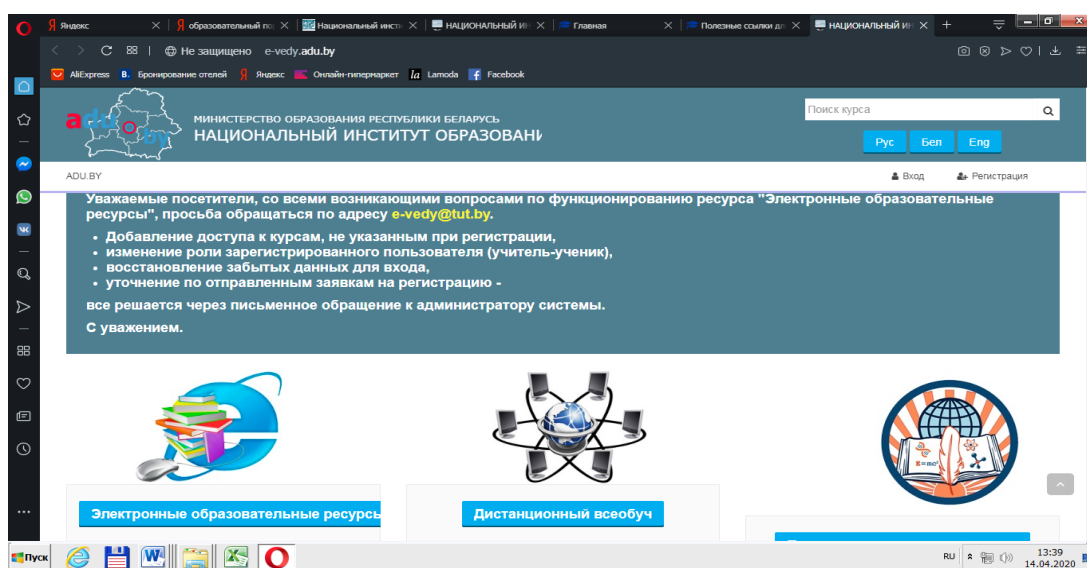 Яндекс
образовательный по
Национальный инсти
НАЦИОНАЛЬНЫЙ ИН
Главная
Полезные ссылки дл
НАЦИОНАЛЬНЫЙ ИН
Не защищено e-vedy.adu.by
AliExpress
B. Бронирование отелей
Яндекс
Онлайн-гипермаркет
la Lamoda
Facebook
adu.by
МИНИСТЕРСТВО ОБРАЗОВАНИЯ РЕСПУБЛИКИ БЕЛАРУСЬ
НАЦИОНАЛЬНЫЙ ИНСТИТУТ ОБРАЗОВАНИ
Поиск курса
Рус Бел Eng
ADU.BY
Вход Регистрация
Уважаемые посетители, со всеми возникающими вопросами по функционированию ресурса "Электронные образовательные
ресурсы", просьба обращаться по адресу e-vedy@tut.by.
• Добавление доступа к курсам, не указанным при регистрации,
• изменение роли зарегистрированного пользователя (учитель-ученик),
• восстановление забытых данных для входа,
• уточнение по отправленным заявкам на регистрацию -
все решается через письменное обращение к администратору системы.
С уважением.
E=mc²
Электронные образовательные ресурсы
Дистанционный всеобуч
Пуск
RU
13:39
14.04.2020